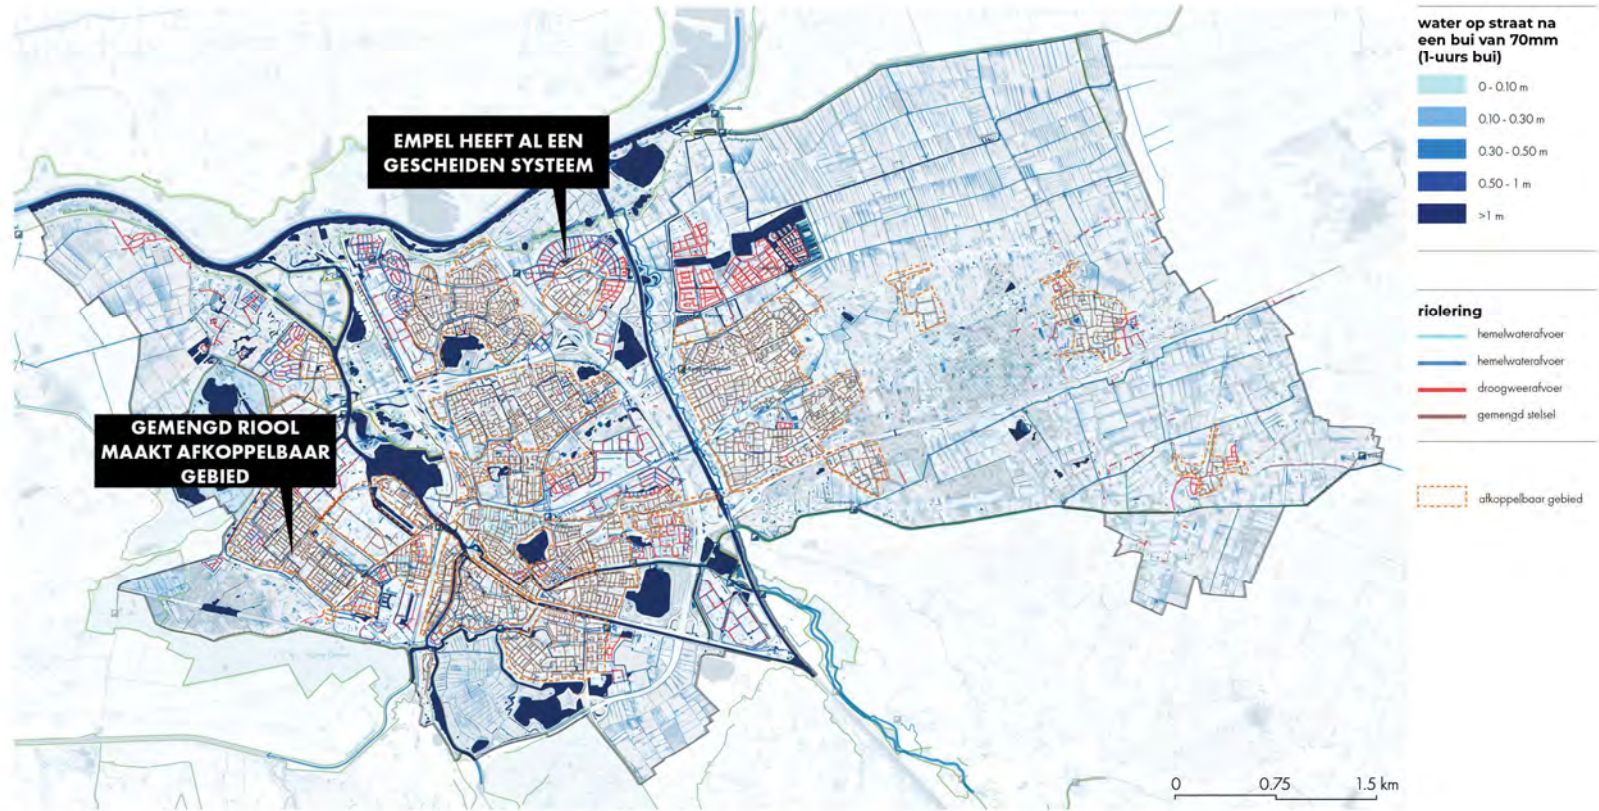 EMPEL HEEFT AL EEN
GESCHEIDEN SYSTEEM
GEMENGD RIOOL
MAAKT AFKOPPELBAAR
GEBIED
water op straat na
een bui van 70mm
(1-uurs bui)
0 - 0.10 m
0.10 - 0.30 m
0.30 - 0.50 m
0.50 - 1 m
>1 m
riolering
hemelwaterafvoer
hemelwaterafvoer
droogweerafvoer
gemengd stelsel
afkoppelbaar gebied
0 0.75 1.5 km